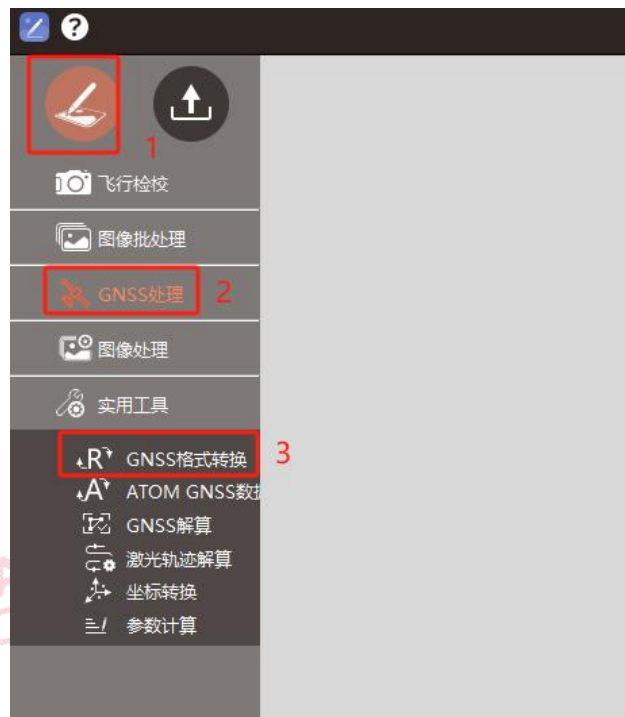 ?
1
飞行检校
图像批处理
GNSS处理 2
图像处理
实用工具
R GNSS格式转换 3
A ATOM GNSS数据
GNSS解算
激光轨迹解算
坐标转换
参数计算